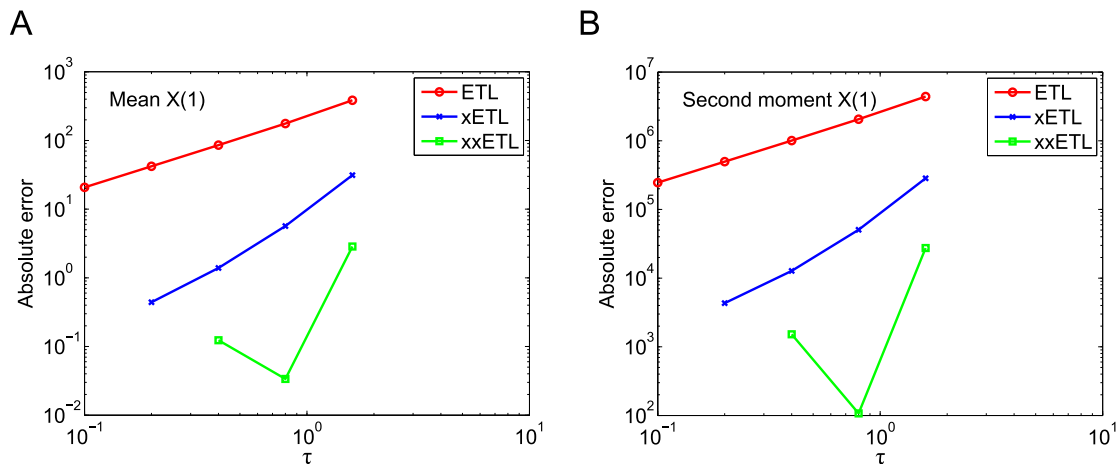 A
Mean X(1)
ETL
xETL
xxETL
Absolute error
10^3
10^2
10^1
10^0
10^-1
10^-2
10^-1
10^0
10^1
τ
B
Second moment X(1)
ETL
xETL
xxETL
Absolute error
10^7
10^6
10^5
10^4
10^3
10^2
10^-1
10^0
10^1
τ